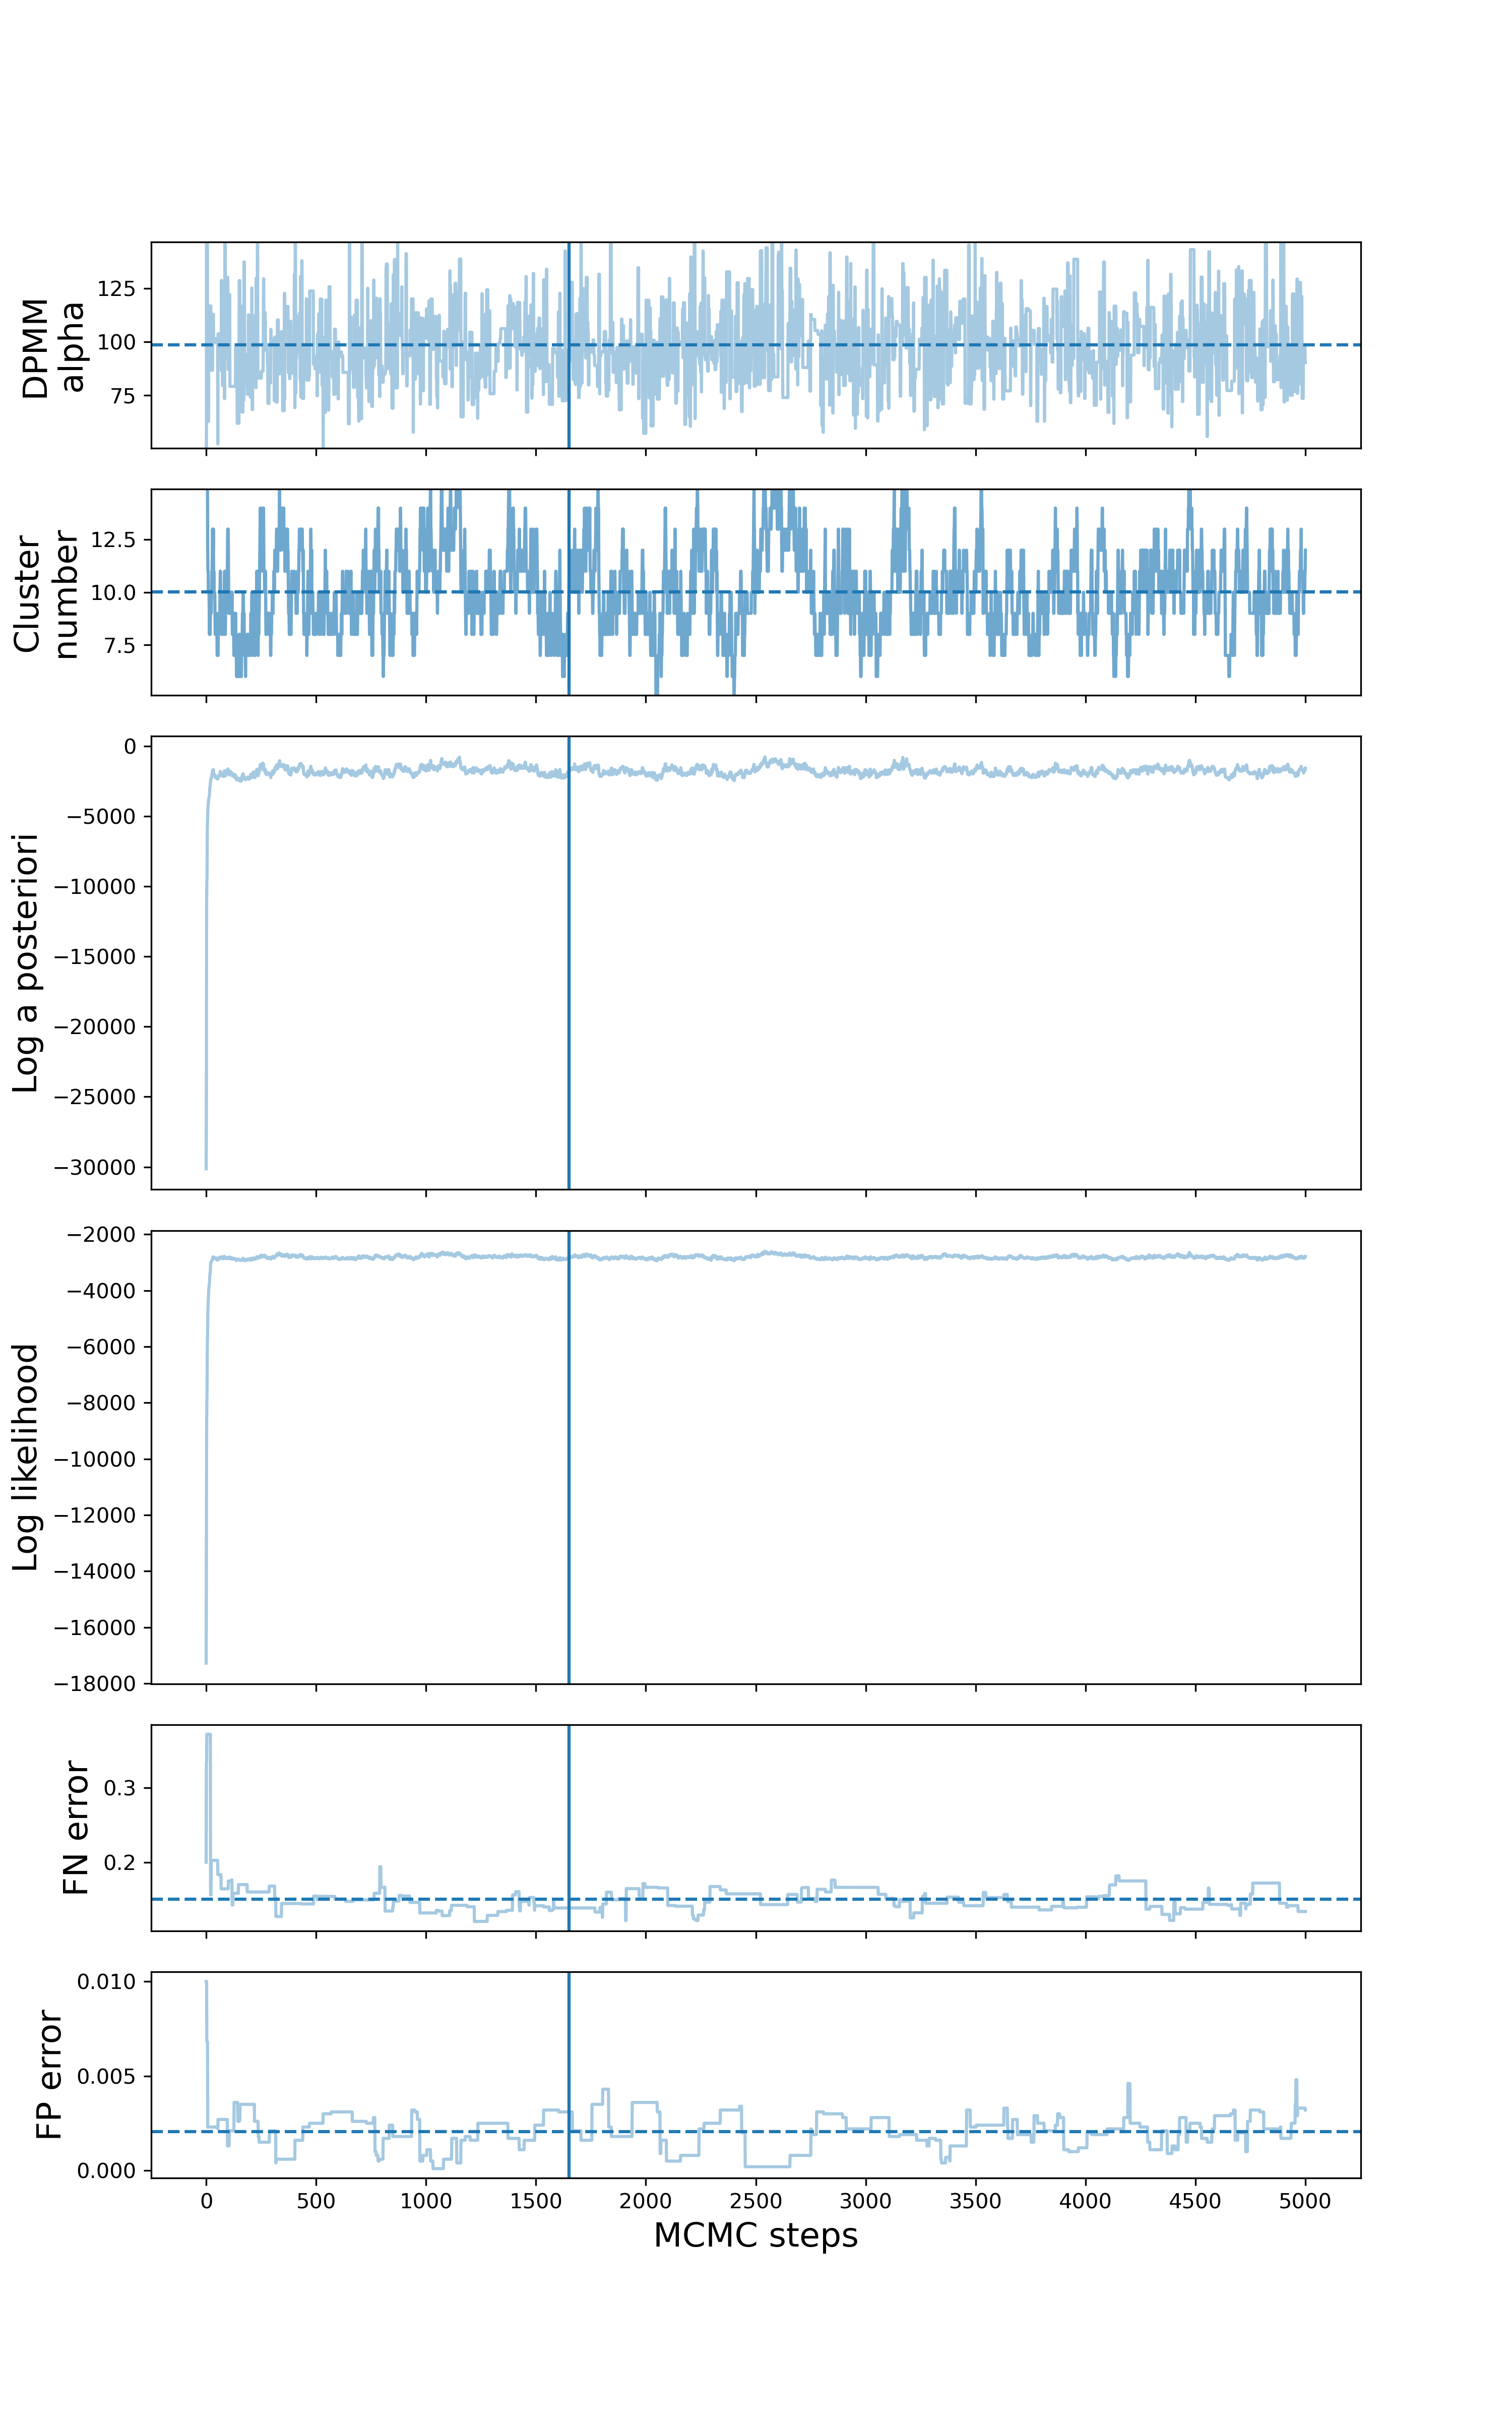 DPMM
alpha
125
100
75
Cluster
number
12.5
10.0
7.5
Log a posteriori
0
−5000
−10000
−15000
−20000
−25000
−30000
Log likelihood
−2000
−4000
−6000
−8000
−10000
−12000
−14000
−16000
−18000
FN error
0.3
0.2
FP error
0.010
0.005
0.000
0 500 1000 1500 2000 2500 3000 3500 4000 4500 5000
MCMC steps